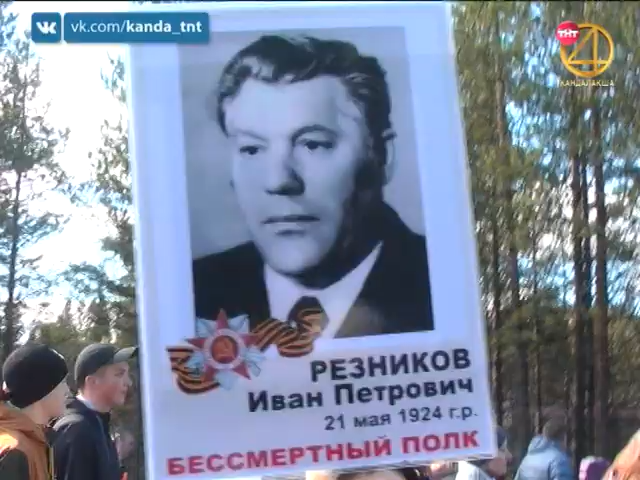 vk.com/kanda_tnt
ТНТ
4
КАНДАЛАКША
РЕЗНИКОВ
Иван Петрович
21 мая 1924 г.р.
БЕССМЕРТНЫЙ ПОЛК